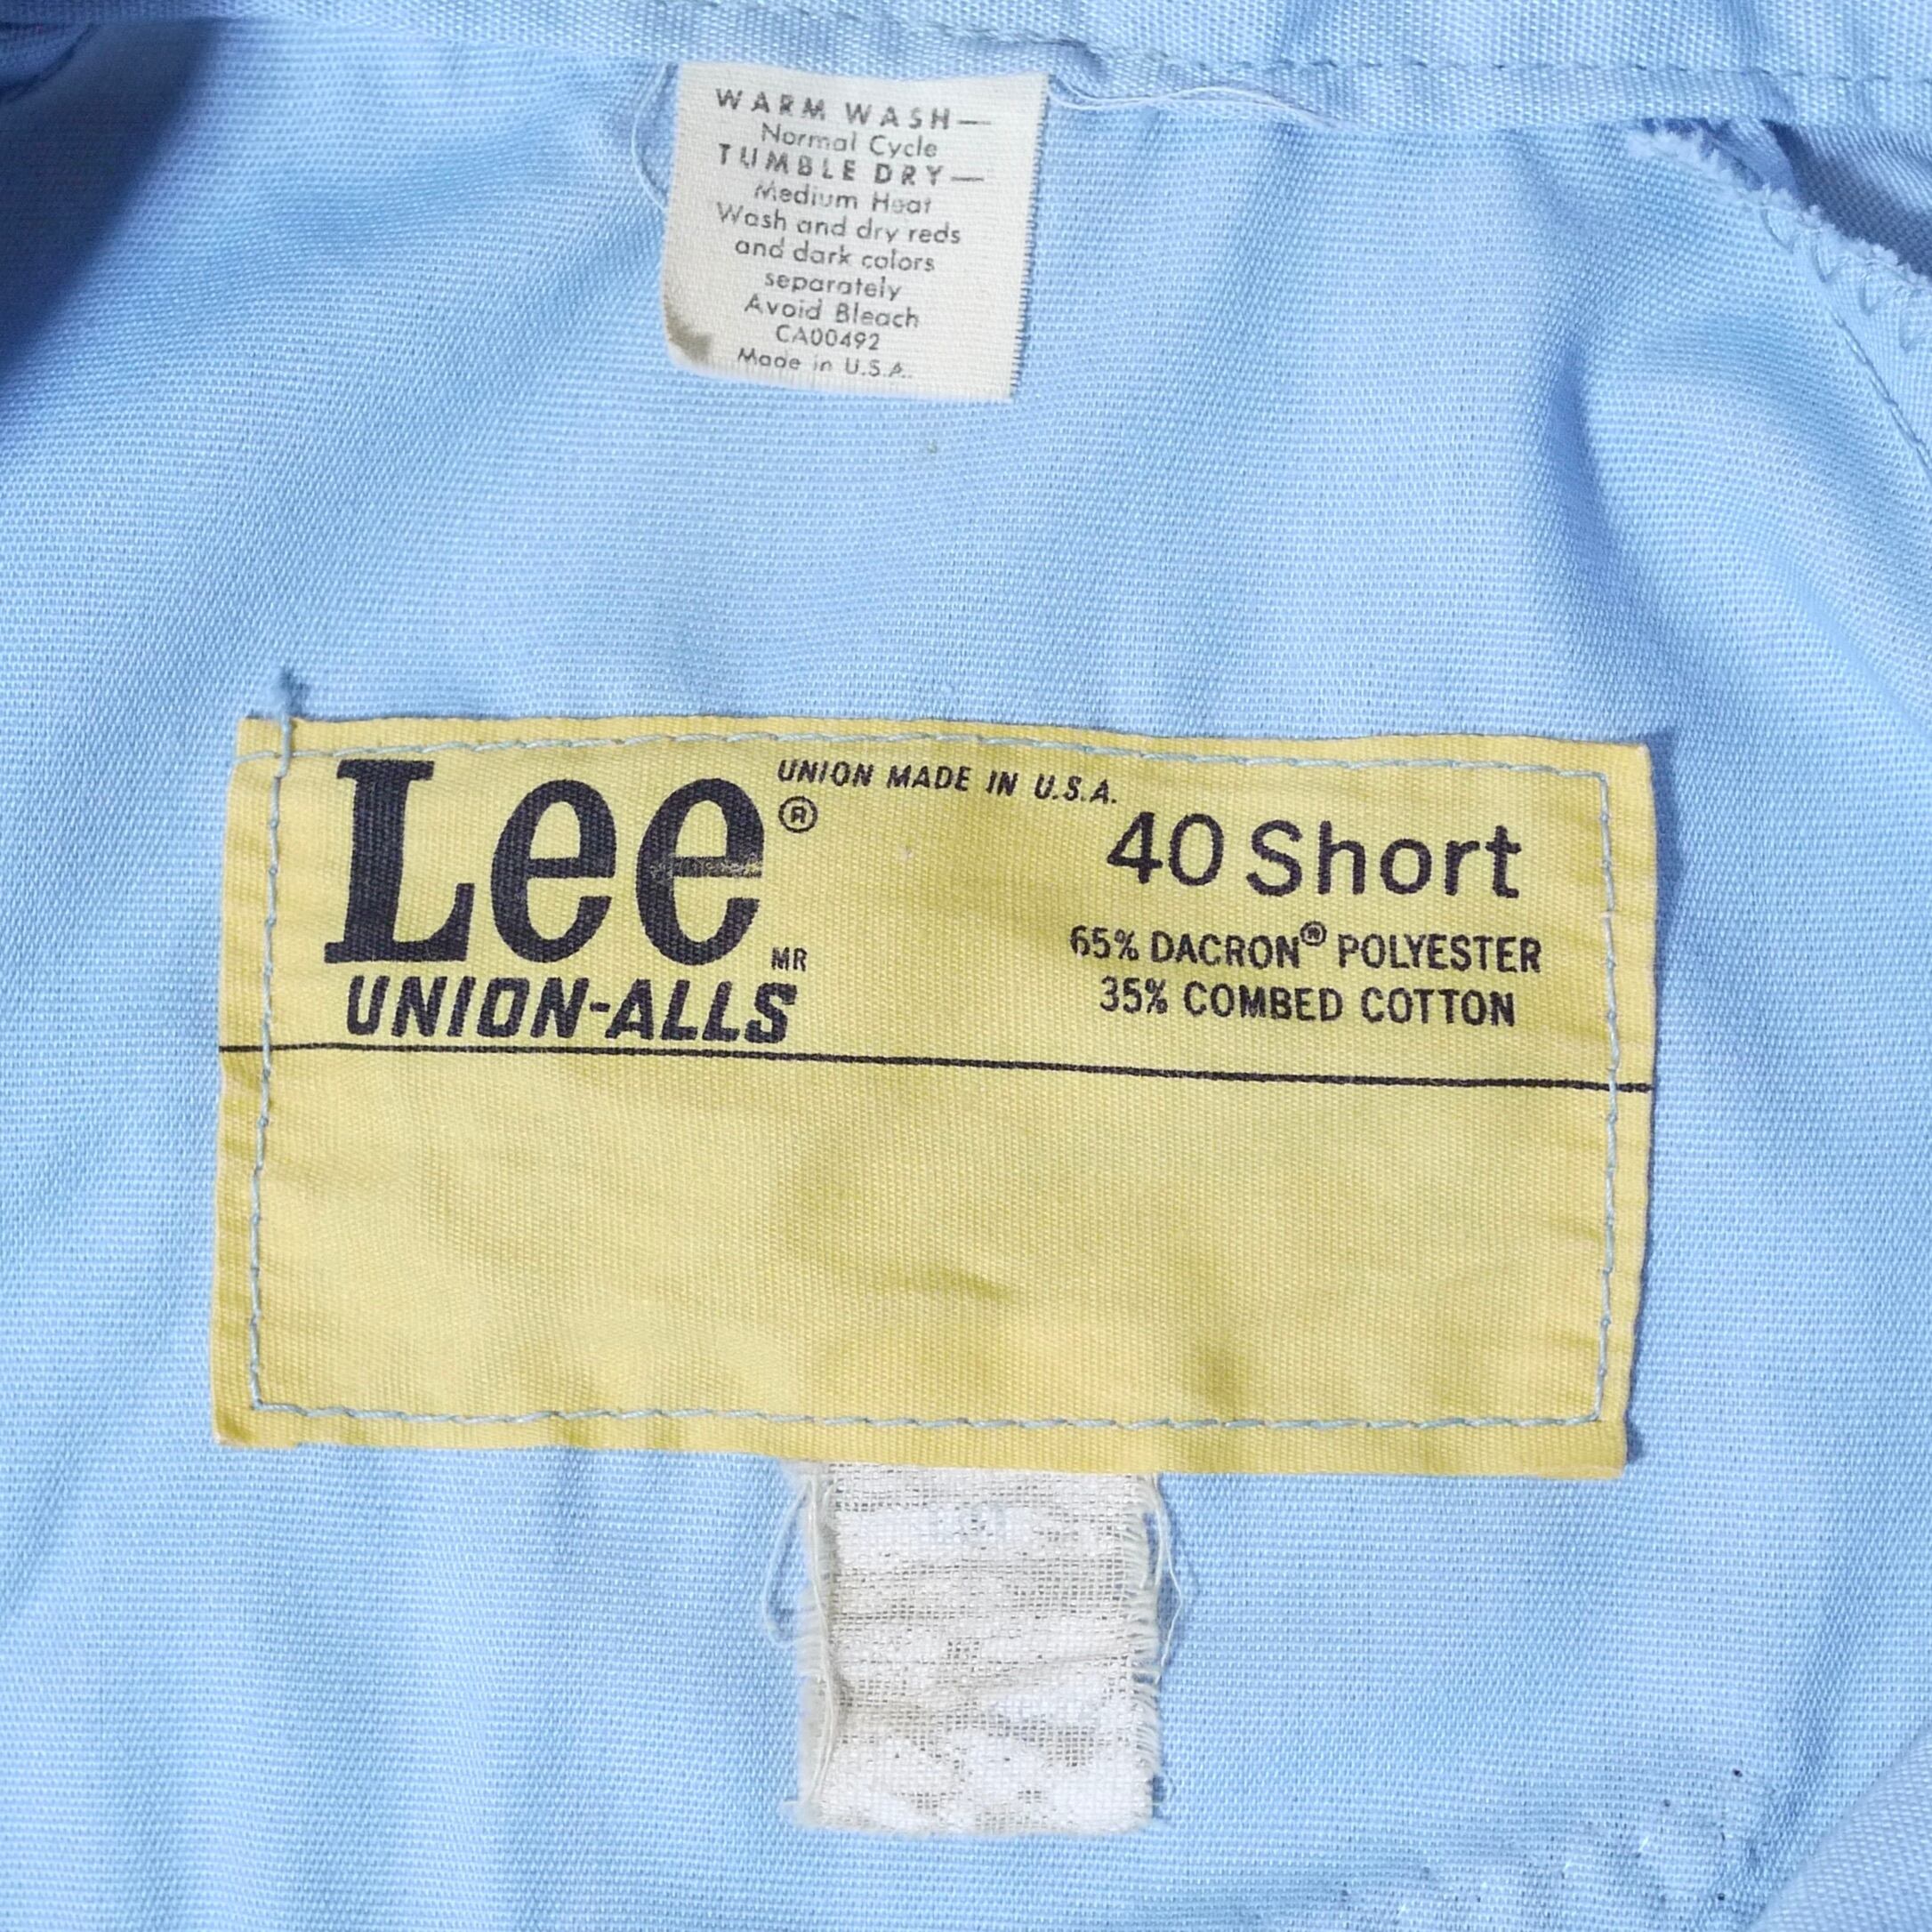 WARM WASH—
Normal Cycle
TUMBLE DRY—
Medium Heat
Wash and dry reds
and dark colors
separately
Avoid Bleach
CA00492
Made in U.S.A.
Lee® UNION MADE IN U.S.A.
MR
UNION-ALLS
40 Short
65% DACRON® POLYESTER
35% COMBED COTTON